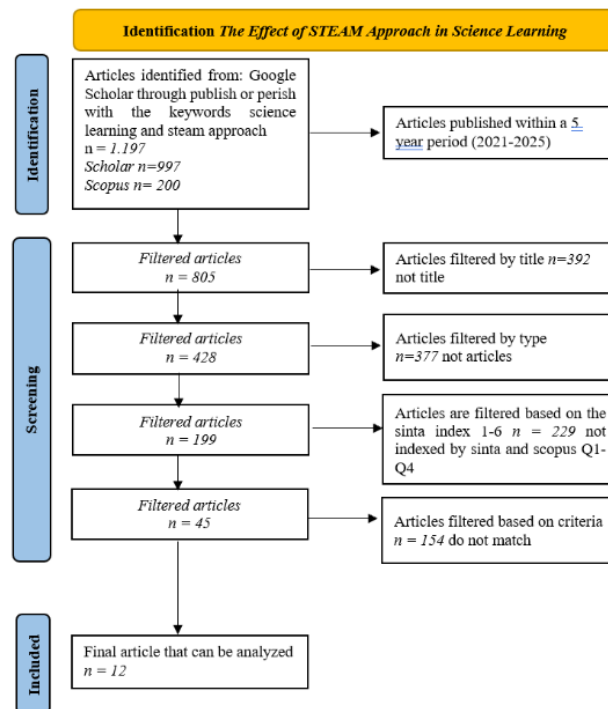 Identification The Effect of STEAM Approach in Science Learning
Identification
Articles identified from: Google
Scholar through publish or perish
with the keywords science
learning and steam approach
n = 1.197
Scholar n=997
Scopus n= 200
Articles published within a 5
year period (2021-2025)
Screening
Filtered articles
n = 805
Articles filtered by title n=392
not title
Filtered articles
n = 428
Articles filtered by type
n=377 not articles
Filtered articles
n = 199
Articles are filtered based on the
sinta index 1-6 n = 229 not
indexed by sinta and scopus Q1-
Q4
Filtered articles
n = 45
Articles filtered based on criteria
n = 154 do not match
Included
Final article that can be analyzed
n = 12